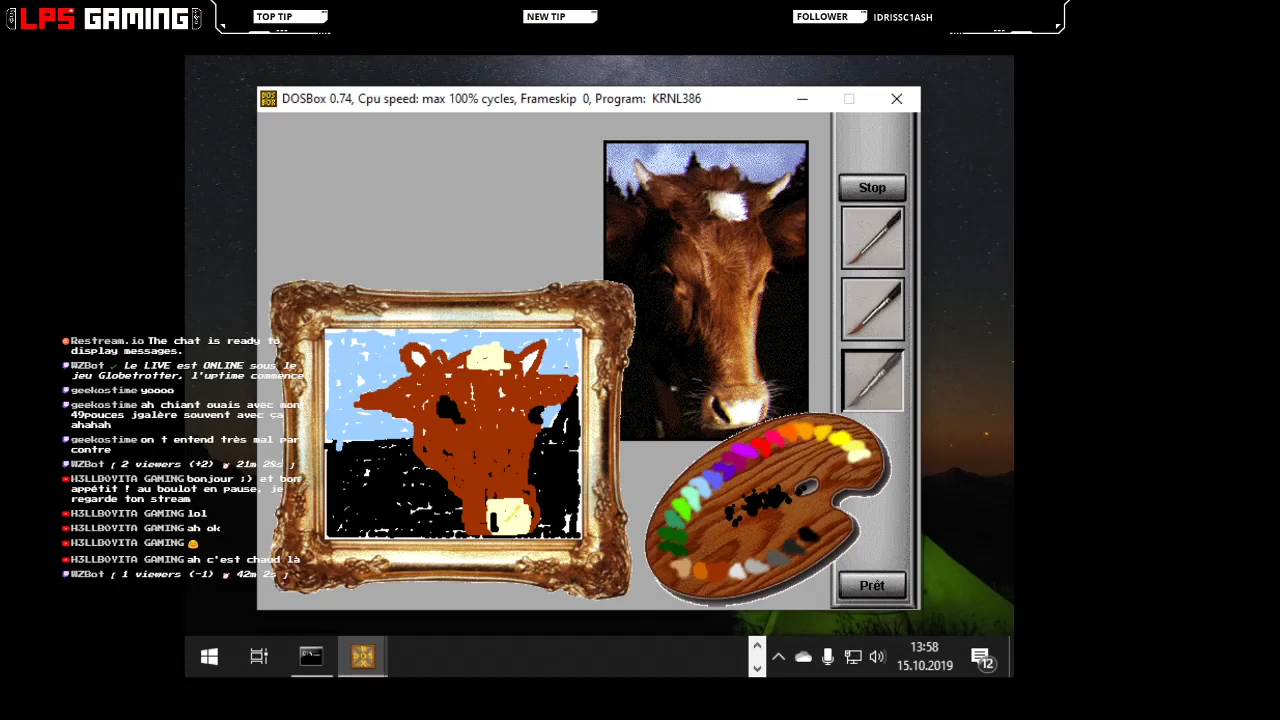 LPS GAMING
TOP TIP
NEW TIP
FOLLOWER
IDRISSC1ASH
DOSBox 0.74, Cpu speed: max 100% cycles, Frameskip 0, Program: KRNL386
Stop
Restream.io The chat is ready to
display messages.
WZBot Le LIVE est ONLINE sous le
jeu Globetrotter, l'uptime commence
geekostime yoooo
geekostime ah chiant ouais avec mon
49pouces jgalère souvent avec ça
ahahah
geekostime on t entend très mal par
contre
WZBot 2 viewers (+2) 21m 28s
H3LLBOYITA GAMING bonjour ;) et bon
appétit ! au boulot en pause, je
regarde ton stream
H3LLBOYITA GAMING lol
H3LLBOYITA GAMING ah ok
H3LLBOYITA GAMING
H3LLBOYITA GAMING ah c'est chaud là
WZBot 1 viewers (-1) 42m 2s
Prêt
13:58
15.10.2019
12